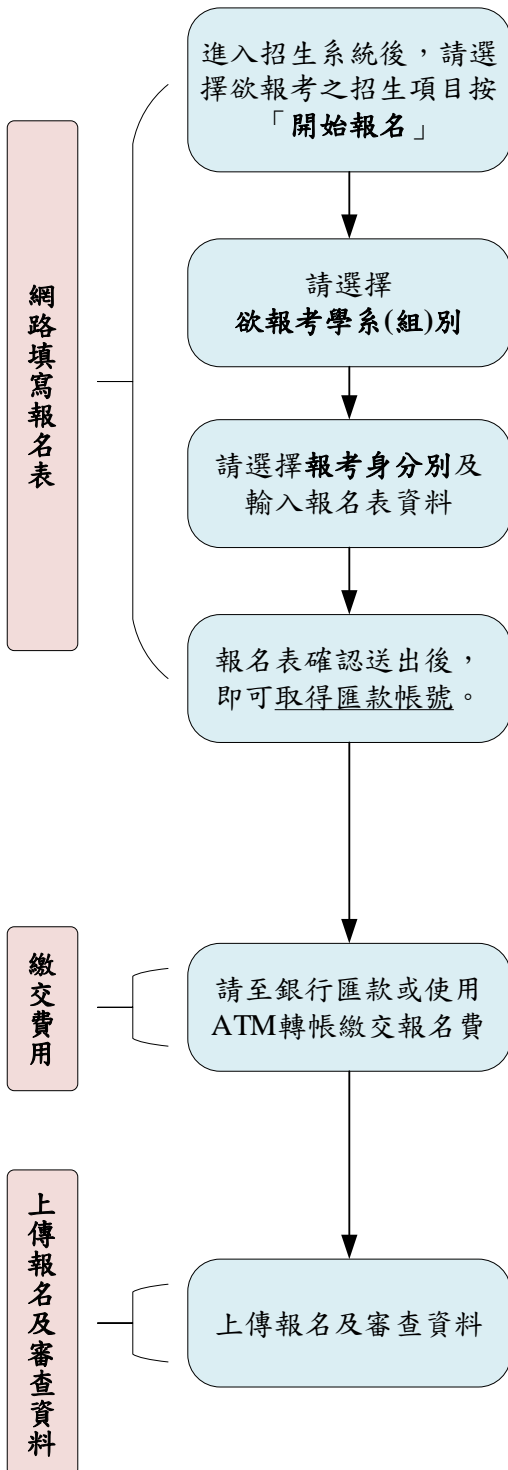 網路填寫報名表
進入招生系統後，請選
擇欲報考之招生項目按
「開始報名」
請選擇
欲報考學系(組)別
請選擇報考身分別及
輸入報名表資料
報名表確認送出後，
即可取得匯款帳號。
繳交費用
請至銀行匯款或使用
ATM轉帳繳交報名費
上傳報名及審查資料
上傳報名及審查資料